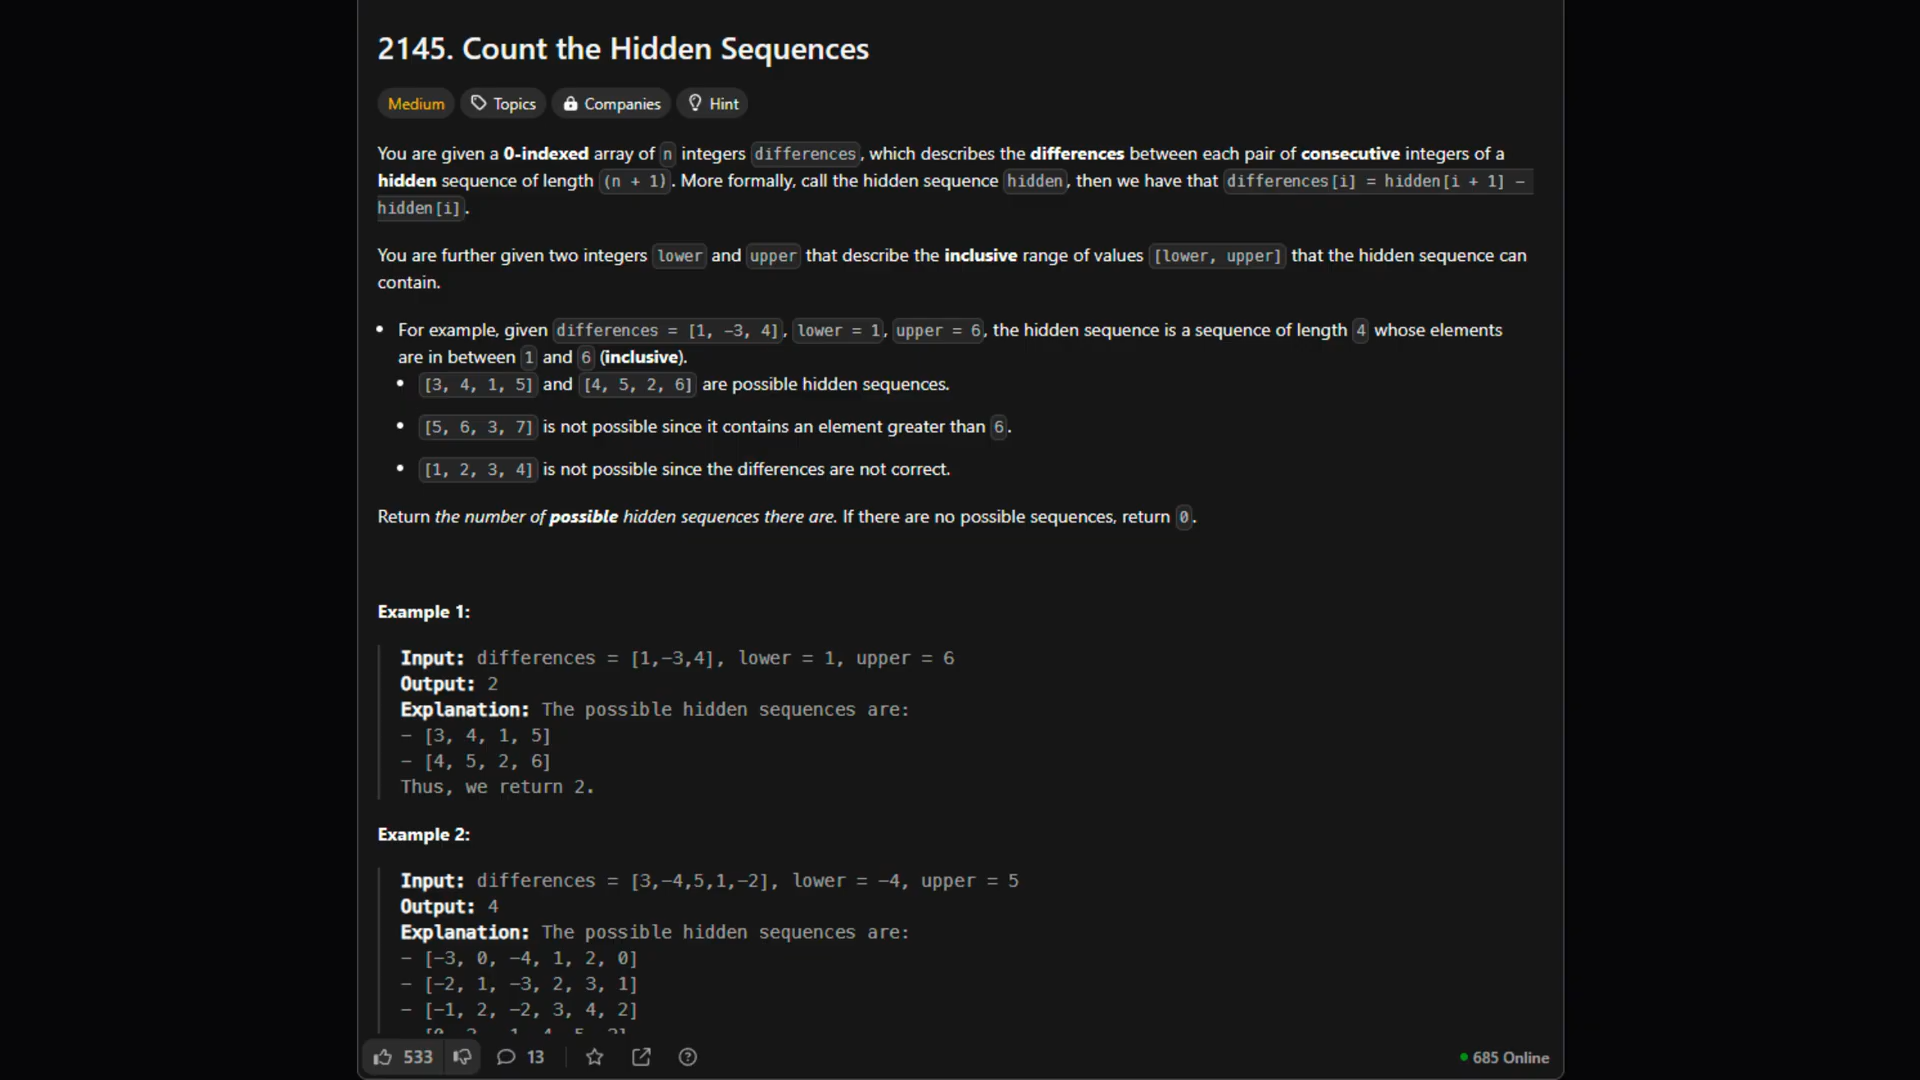 2145. Count the Hidden Sequences
Medium Topics Companies Hint
You are given a 0-indexed array of n integers differences, which describes the differences between each pair of consecutive integers of a
hidden sequence of length (n + 1). More formally, call the hidden sequence hidden, then we have that differences[i] = hidden[i + 1] -
hidden[i].
You are further given two integers lower and upper that describe the inclusive range of values [lower, upper] that the hidden sequence can
contain.
• For example, given differences = [1, -3, 4], lower = 1, upper = 6, the hidden sequence is a sequence of length 4 whose elements
are in between 1 and 6 (inclusive).
• [3, 4, 1, 5] and [4, 5, 2, 6] are possible hidden sequences.
• [5, 6, 3, 7] is not possible since it contains an element greater than 6.
• [1, 2, 3, 4] is not possible since the differences are not correct.
Return the number of possible hidden sequences there are. If there are no possible sequences, return 0.
Example 1:
Input: differences = [1,-3,4], lower = 1, upper = 6
Output: 2
Explanation: The possible hidden sequences are:
- [3, 4, 1, 5]
- [4, 5, 2, 6]
Thus, we return 2.
Example 2:
Input: differences = [3,-4,5,1,-2], lower = -4, upper = 5
Output: 4
Explanation: The possible hidden sequences are:
- [-3, 0, -4, 1, 2, 0]
- [-2, 1, -3, 2, 3, 1]
- [-1, 2, -2, 3, 4, 2]
533 13 685 Online